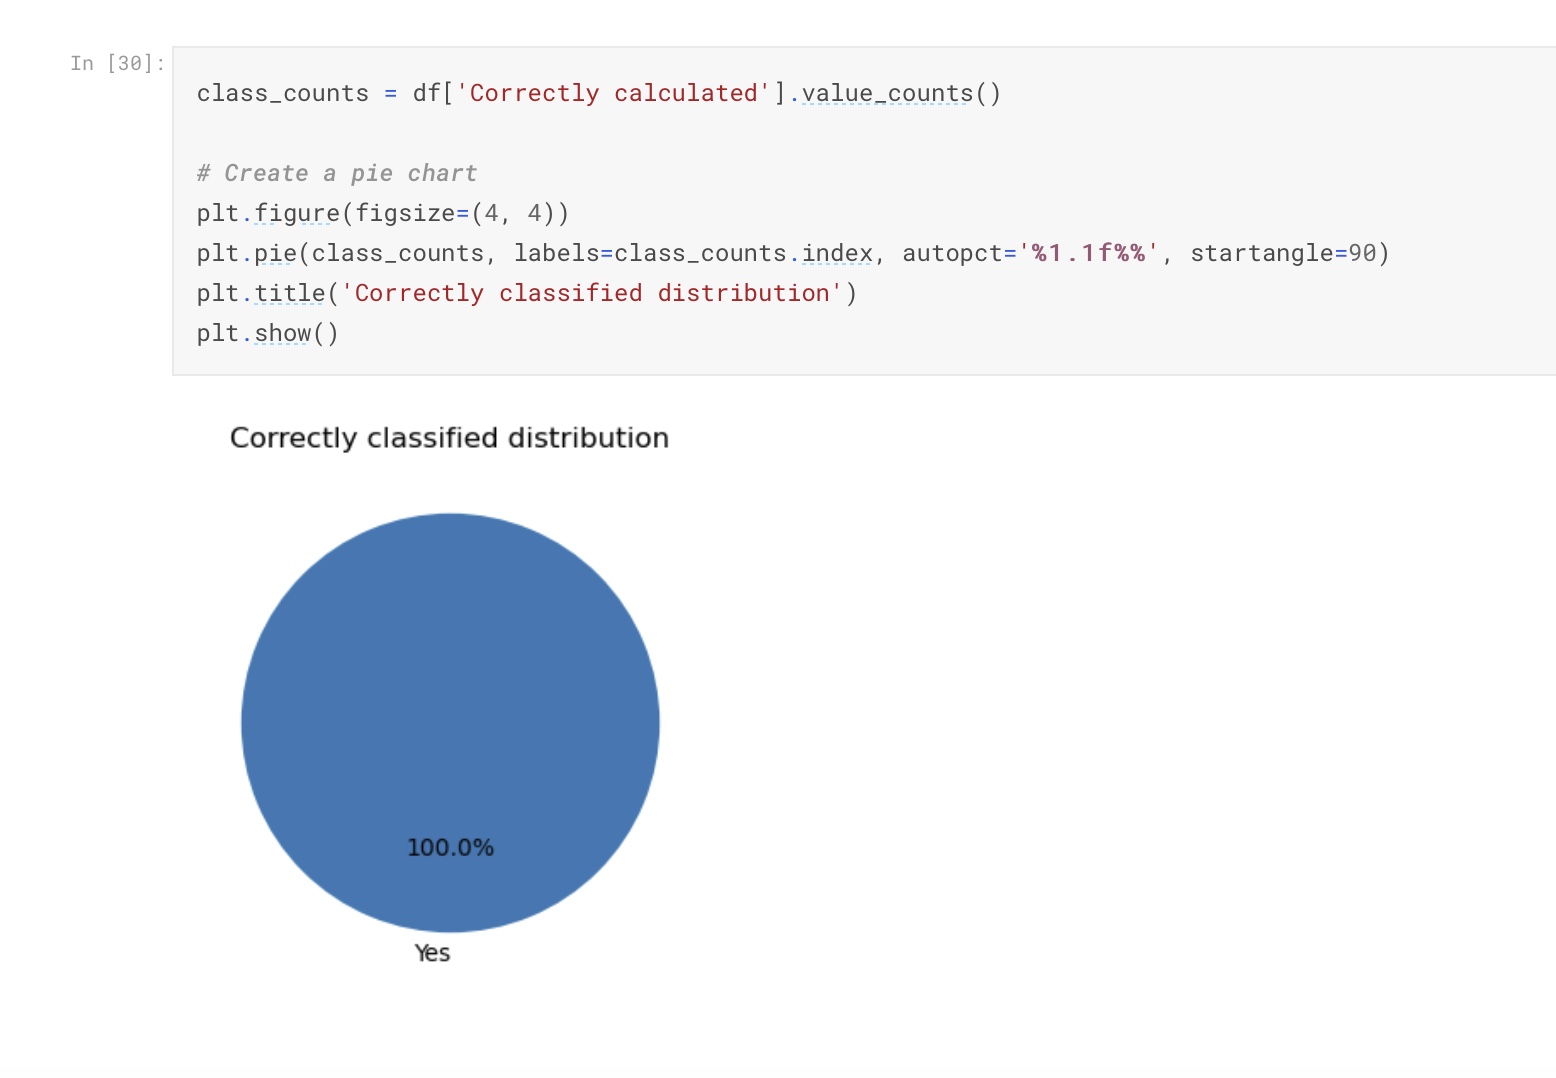 In [30]:
class_counts = df['Correctly calculated'].value_counts()
# Create a pie chart
plt.figure(figsize=(4, 4))
plt.pie(class_counts, labels=class_counts.index, autopct='%1.1f%%', startangle=90)
plt.title('Correctly classified distribution')
plt.show()
Correctly classified distribution
100.0%
Yes